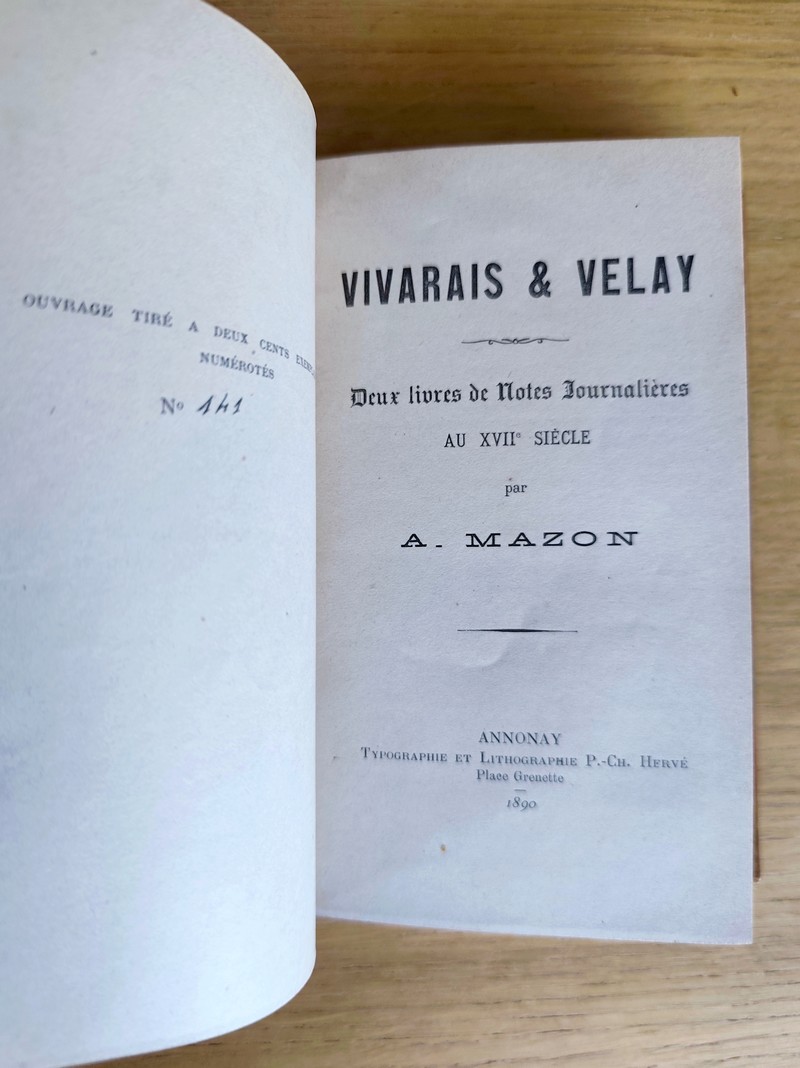 OUVRAGE TIRÉ A DEUX CENTS
NUMÉROTÉS
Nº 141
VIVARAIS & VELAY
Deux livres de Notes Journalières
AU XVIIe SIÈCLE
par
A. MAZON
ANNONAY
TYPOGRAPHIE ET LITHOGRAPHIE P.-CH. HERVÉ
Place Grenette
1890